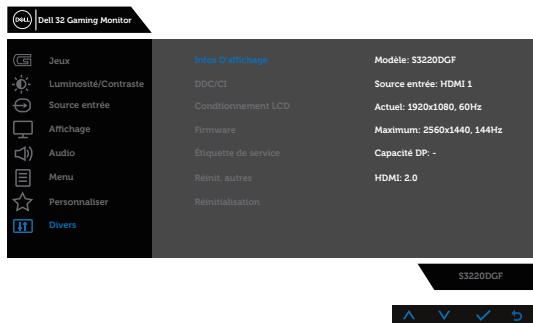 DELL Dell 32 Gaming Monitor
Jeux
Luminosité/Contraste
Source entrée
Affichage
Audio
Menu
Personnaliser
Divers
Infos D'affichage
DDC/CI
Condtionnement LCD
Firmware
Étiquette de service
Réinit. autres
Réinitialisation
Modèle: S3220DGF
Source entrée: HDMI 1
Actuel: 1920x1080, 60Hz
Maximum: 2560x1440, 144Hz
Capacité DP: -
HDMI: 2.0
S3220DGF